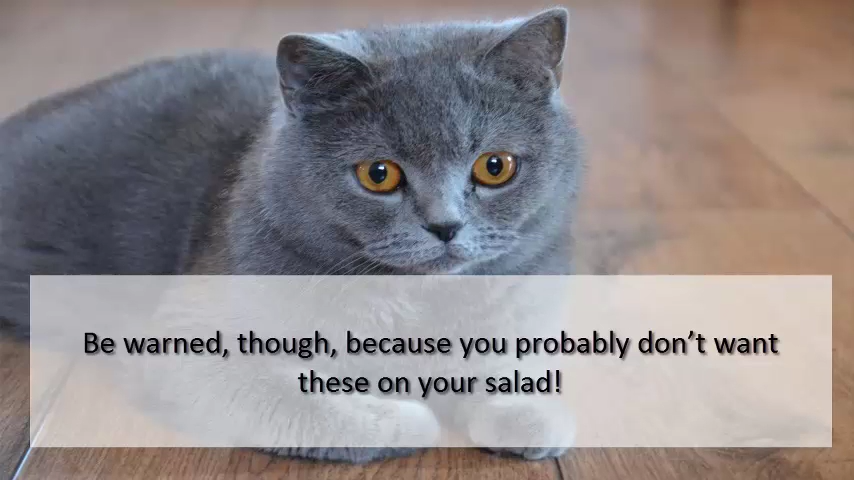 Be warned, though, because you probably don’t want
these on your salad!